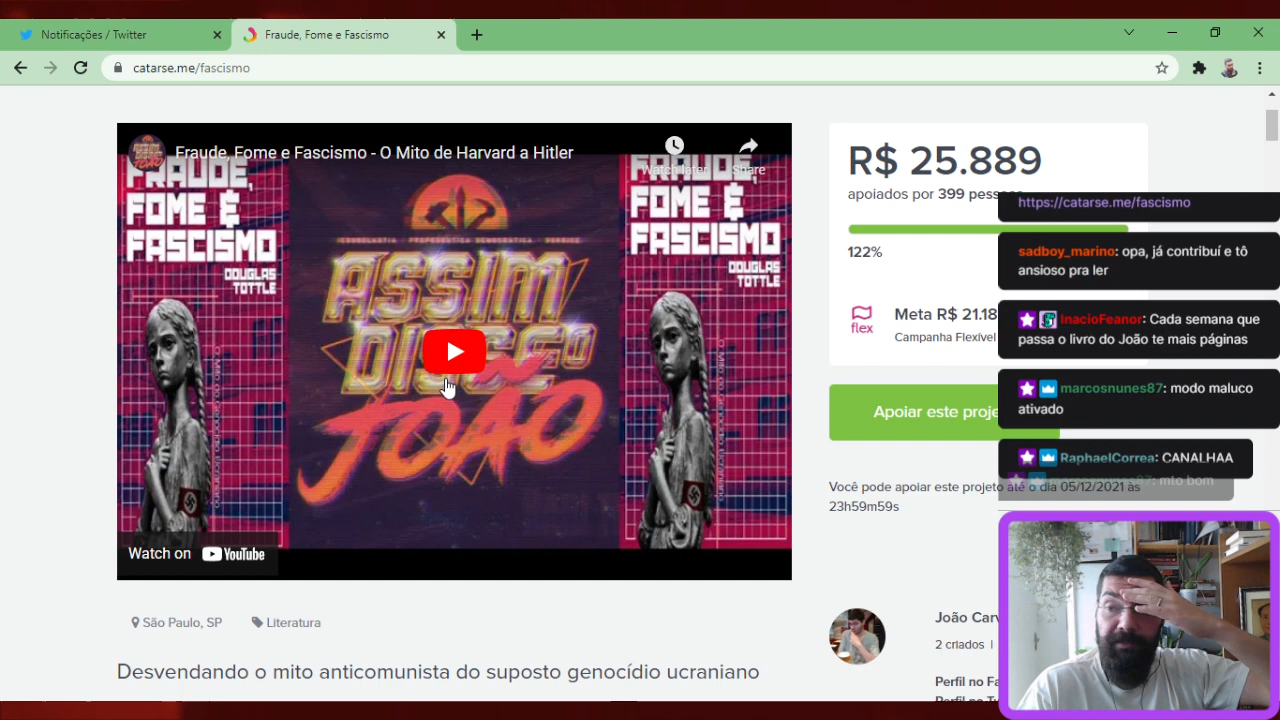 Notificações / Twitter
Fraude, Fome e Fascismo
catarse.me/fascismo
Fraude, Fome e Fascismo - O Mito de Harvard a Hitler
Watch later
Share
FRAUDE,
FOME &
FASCISMO
DOUGLAS
TOTTLE
ASSIM
DISSE O
JOÃO
FRAUDE,
FOME &
FASCISMO
DOUGLAS
TOTTLE
Watch on YouTube
R$ 25.889
apoiados por 399 pessoas
122%
flex
Meta R$ 21.18
Campanha Flexível
Apoiar este proje
Você pode apoiar este projeto até o dia 05/12/2021 às
23h59m59s
São Paulo, SP
Literatura
Desvendando o mito anticomunista do suposto genocídio ucraniano
João Carv
2 criados
Perfil no Fa
https://catarse.me/fascismo
sadboy_marino: opa, já contribuí e tô
ansioso pra ler
InacioFeanor: Cada semana que
passa o livro do João te mais páginas
marcosnunes87: modo maluco
ativado
RaphaelCorrea: CANALHAA
mto bom